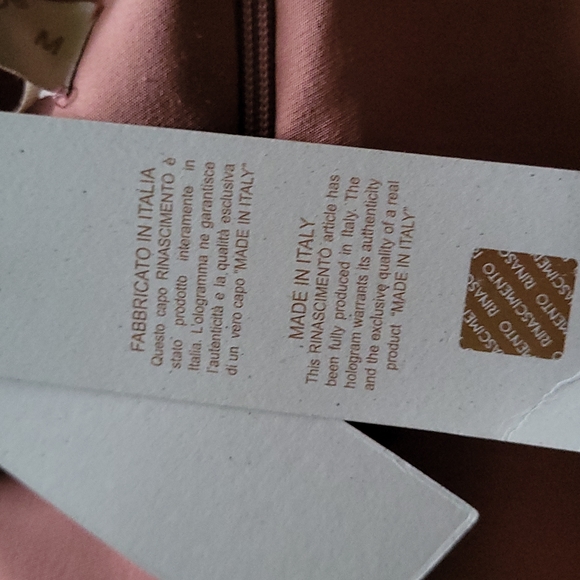 M
FABBRICATO IN ITALIA
Questo capo RINASCIMENTO è
stato prodotto interamente in
Italia. L'ologramma ne garantisce
l'autenticità e la qualità esclusiva
di un vero capo "MADE IN ITALY"
MADE IN ITALY
This RINASCIMENTO article has
been fully produced in Italy. The
hologram warrants its authenticity
and the exclusive quality of a real
product "MADE IN ITALY"
RINASC
RINASCIMENTO
RINASCIMENTO